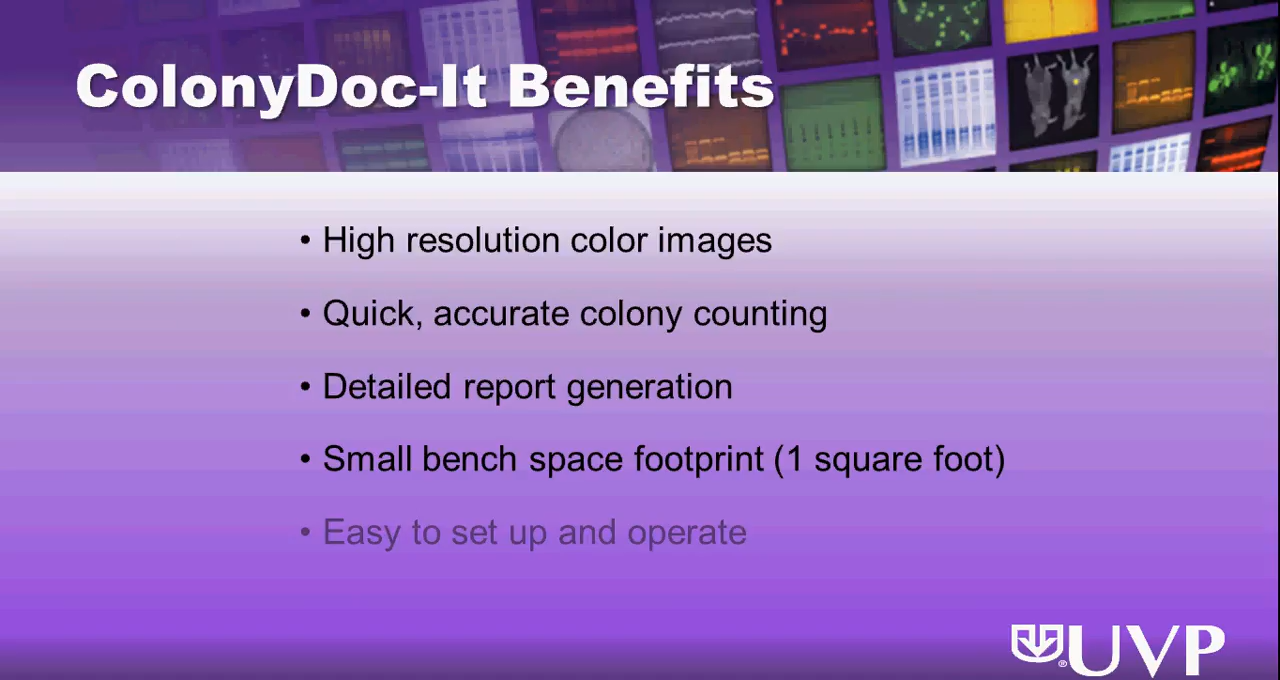 ColonyDoc-It Benefits
• High resolution color images
• Quick, accurate colony counting
• Detailed report generation
• Small bench space footprint (1 square foot)
• Easy to set up and operate
® UVP